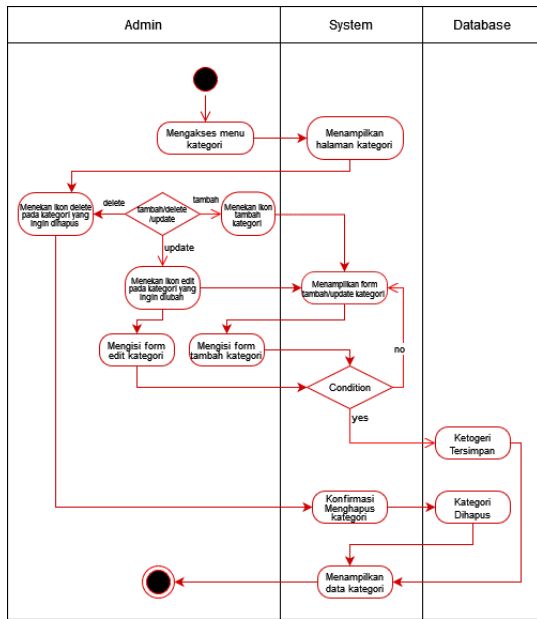 Admin
System
Database
Mengakses menu
kategori
Menampilkan
halaman kategori
Menekan Ikon delete
pada kategori yang
ingin dihapus
delete
tambah/delete
/update
tambah
Menekan Ikon
tambah
kategori
update
Menekan Ikon edit
pada kategori yang
ingin diubah
Menampilkan form
tambah/update kategori
Mengisi form
edit kategori
Mengisi form
tambah kategori
no
Condition
yes
Ketogeri
Tersimpan
Konfirmasi
Menghapus
kategori
Kategori
Dihapus
Menampilkan
data kategori